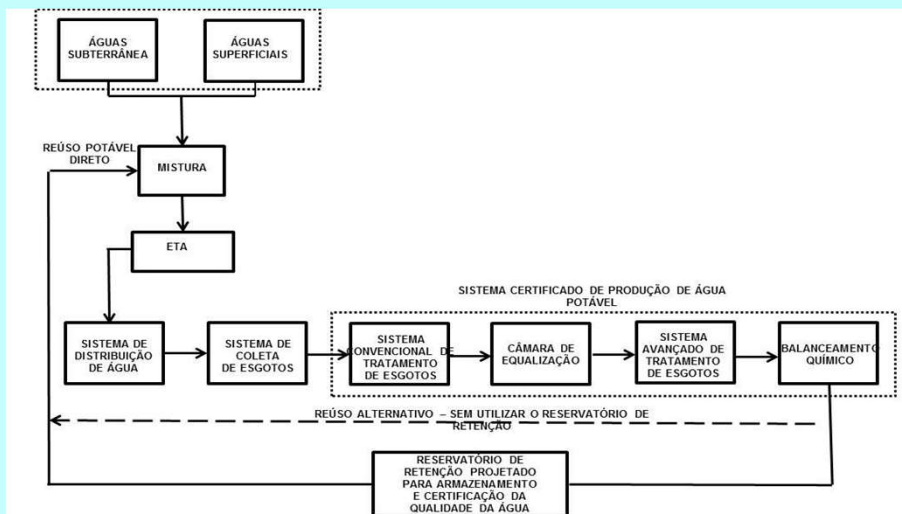 ÁGUAS
SUBTERRÂNEA
ÁGUAS
SUPERFICIAIS
REÚSO POTÁVEL
DIRETO
MISTURA
ETA
SISTEMA CERTIFICADO DE PRODUÇÃO DE ÁGUA
POTÁVEL
SISTEMA DE
DISTRIBUIÇÃO
DE ÁGUA
SISTEMA DE
COLETA
DE ESGOTOS
SISTEMA
CONVENCIONAL DE
TRATAMENTO
DE ESGOTOS
CÂMARA DE
EQUALIZAÇÃO
SISTEMA
AVANÇADO DE
TRATAMENTO DE
ESGOTOS
BALANCEAMENTO
QUÍMICO
REÚSO ALTERNATIVO – SEM UTILIZAR O RESERVATÓRIO DE
RETENÇÃO
RESERVATÓRIO DE
RETENÇÃO PROJETADO
PARA ARMAZENAMENTO
E CERTIFICAÇÃO DA
QUALIDADE DA ÁGUA